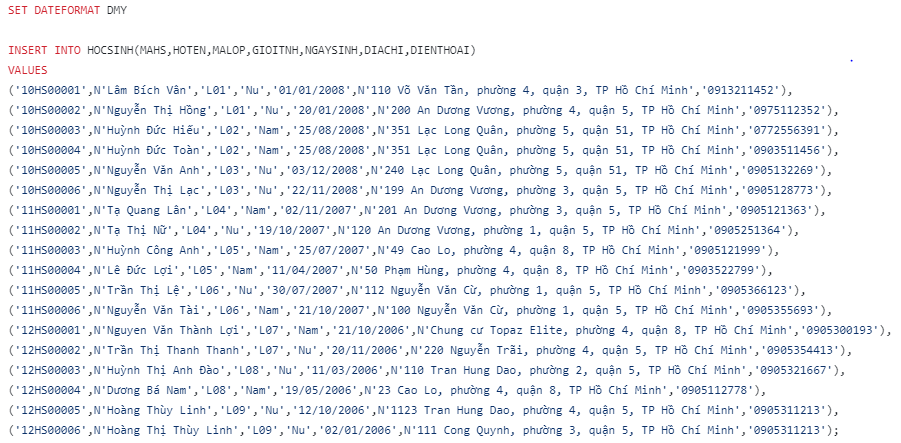 SET DATEFORMAT DMY
INSERT INTO HOCSINH(MAHS,HOTEN,MALOP,GIOITNH,NGAYSINH,DIACHI,DIENTHOAI)
VALUES
('10HS00001',N'Lâm Bích Vân','L01','Nu','01/01/2008',N'110 Võ Văn Tần, phường 4, quận 3, TP Hồ Chí Minh','0913211452'),
('10HS00002',N'Nguyễn Thị Hồng','L01','Nu','20/01/2008',N'200 An Dương Vương, phường 4, quận 5, TP Hồ Chí Minh','0975112352'),
('10HS00003',N'Huỳnh Đức Hiếu','L02','Nam','25/08/2008',N'351 Lạc Long Quân, phường 5, quận 51, TP Hồ Chí Minh','0772556391'),
('10HS00004',N'Huỳnh Đức Toàn','L02','Nam','25/08/2008',N'351 Lạc Long Quân, phường 5, quận 51, TP Hồ Chí Minh','0903511456'),
('10HS00005',N'Nguyễn Văn Anh','L03','Nu','03/12/2008',N'240 Lạc Long Quân, phường 5, quận 51, TP Hồ Chí Minh','0905132269'),
('10HS00006',N'Nguyễn Thị Lạc','L03','Nu','22/11/2008',N'199 An Dương Vương, phường 3, quận 5, TP Hồ Chí Minh','0905128773'),
('11HS00001',N'Tạ Quang Lân','L04','Nam','02/11/2007',N'201 An Dương Vương, phường 3, quận 5, TP Hồ Chí Minh','0905121363'),
('11HS00002',N'Tạ Thị Nữ','L04','Nu','19/10/2007',N'120 An Dương Vương, phường 1, quận 5, TP Hồ Chí Minh','0905251364'),
('11HS00003',N'Huỳnh Công Anh','L05','Nam','25/07/2007',N'49 Cao Lo, phường 4, quận 8, TP Hồ Chí Minh','0905121999'),
('11HS00004',N'Lê Đức Lợi','L05','Nam','11/04/2007',N'50 Phạm Hùng, phường 4, quận 8, TP Hồ Chí Minh','0903522799'),
('11HS00005',N'Trần Thị Lệ','L06','Nu','30/07/2007',N'112 Nguyễn Văn Cừ, phường 1, quận 5, TP Hồ Chí Minh','0905366123'),
('11HS00006',N'Nguyễn Văn Tài','L06','Nam','21/10/2007',N'100 Nguyễn Văn Cừ, phường 1, quận 5, TP Hồ Chí Minh','0905355693'),
('12HS00001',N'Nguyen Văn Thành Lợi','L07','Nam','21/10/2006',N'Chung cư Topaz Elite, phường 4, quận 8, TP Hồ Chí Minh','0905300193'),
('12HS00002',N'Trần Thị Thanh Thanh','L07','Nu','20/11/2006',N'220 Nguyễn Trãi, phường 4, quận 5, TP Hồ Chí Minh','0905354413'),
('12HS00003',N'Huỳnh Thị Anh Đào','L08','Nu','11/03/2006',N'110 Tran Hung Dao, phường 2, quận 5, TP Hồ Chí Minh','0905321667'),
('12HS00004',N'Dương Bá Nam','L08','Nam','19/05/2006',N'23 Cao Lo, phường 4, quận 8, TP Hồ Chí Minh','0905112778'),
('12HS00005',N'Hoàng Thùy Linh','L09','Nu','12/10/2006',N'1123 Tran Hung Dao, phường 4, quận 5, TP Hồ Chí Minh','0905311213'),
('12HS00006',N'Hoàng Thị Thùy Linh','L09','Nu','02/01/2006',N'111 Cong Quynh, phường 3, quận 5, TP Hồ Chí Minh','0905311213');